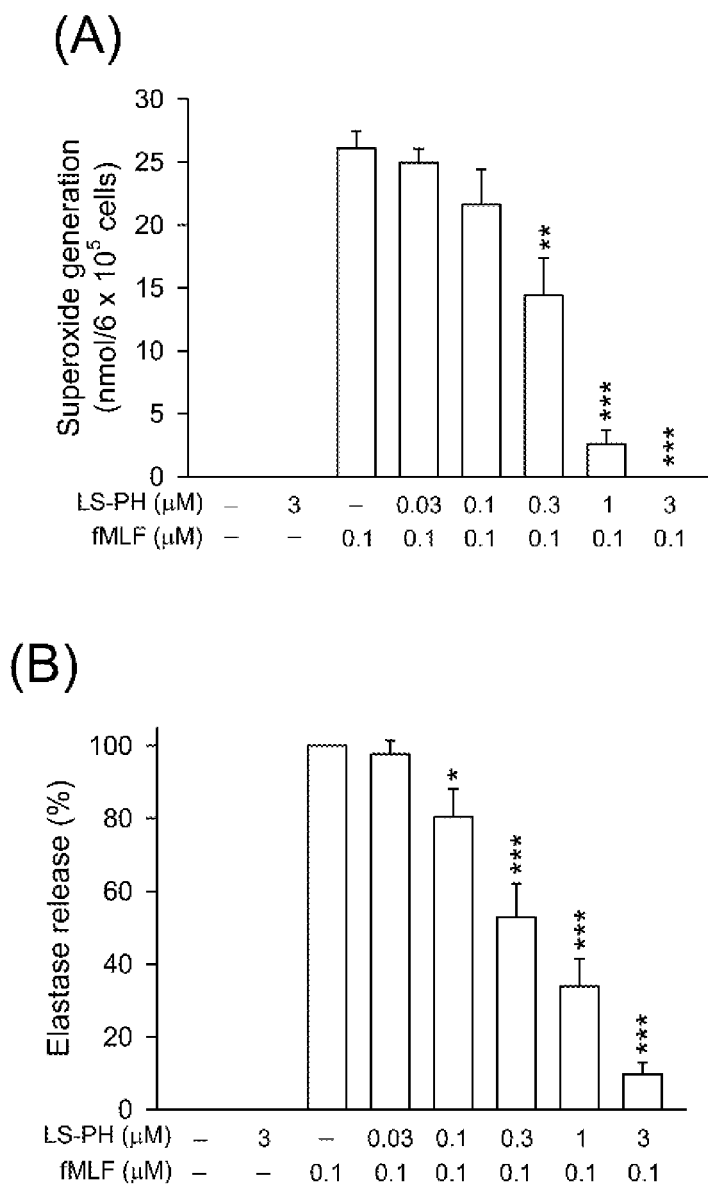 (A)
Superoxide generation
(nmol/6 x 10⁵ cells)
30
25
20
15
10
5
0
**
***
***
LS-PH (μM) – 3 – 0.03 0.1 0.3 1 3
fMLF (μM) – – 0.1 0.1 0.1 0.1 0.1 0.1
(B)
Elastase release (%)
100
80
60
40
20
0
*
***
***
***
LS-PH (μM) – 3 – 0.03 0.1 0.3 1 3
fMLF (μM) – – 0.1 0.1 0.1 0.1 0.1 0.1